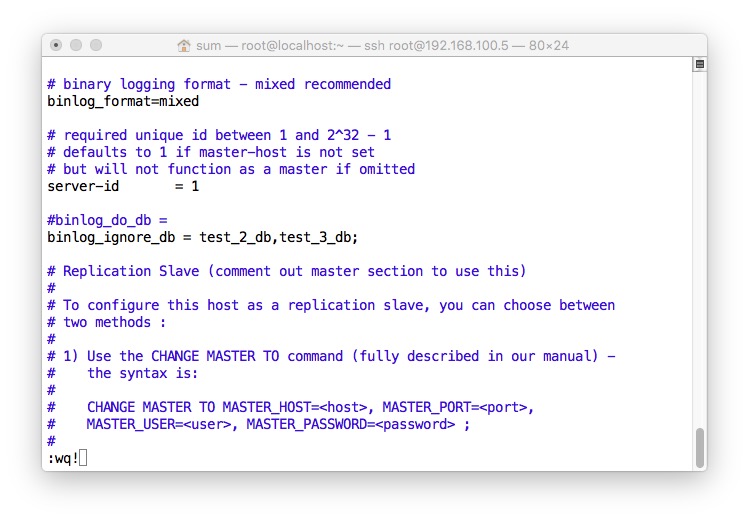 sum — root@localhost:~ — ssh root@192.168.100.5 — 80×24
# binary logging format - mixed recommended
binlog_format=mixed
# required unique id between 1 and 2^32 - 1
# defaults to 1 if master-host is not set
# but will not function as a master if omitted
server-id       = 1
#binlog_do_db =
binlog_ignore_db = test_2_db,test_3_db;
# Replication Slave (comment out master section to use this)
#
# To configure this host as a replication slave, you can choose between
# two methods :
#
# 1) Use the CHANGE MASTER TO command (fully described in our manual) -
#    the syntax is:
#
#    CHANGE MASTER TO MASTER_HOST=<host>, MASTER_PORT=<port>,
#    MASTER_USER=<user>, MASTER_PASSWORD=<password> ;
#
:wq!